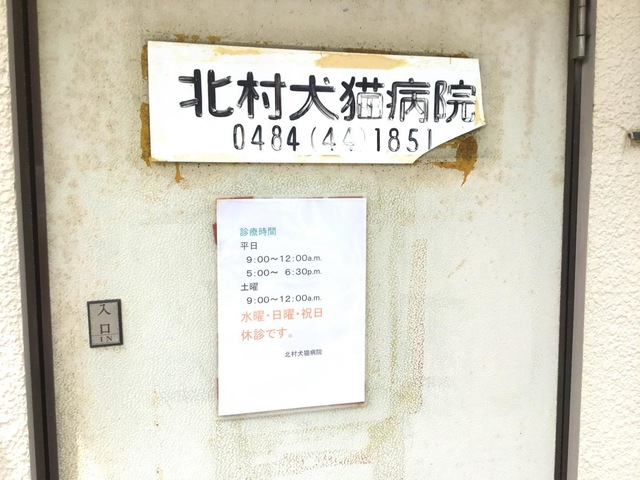 北村犬猫病院
0484(44)1851
診療時間
平日
9:00〜12:00a.m.
5:00〜 6:30p.m.
土曜
9:00〜12:00a.m.
水曜・日曜・祝日
休診です。
北村犬猫病院
入口
IN